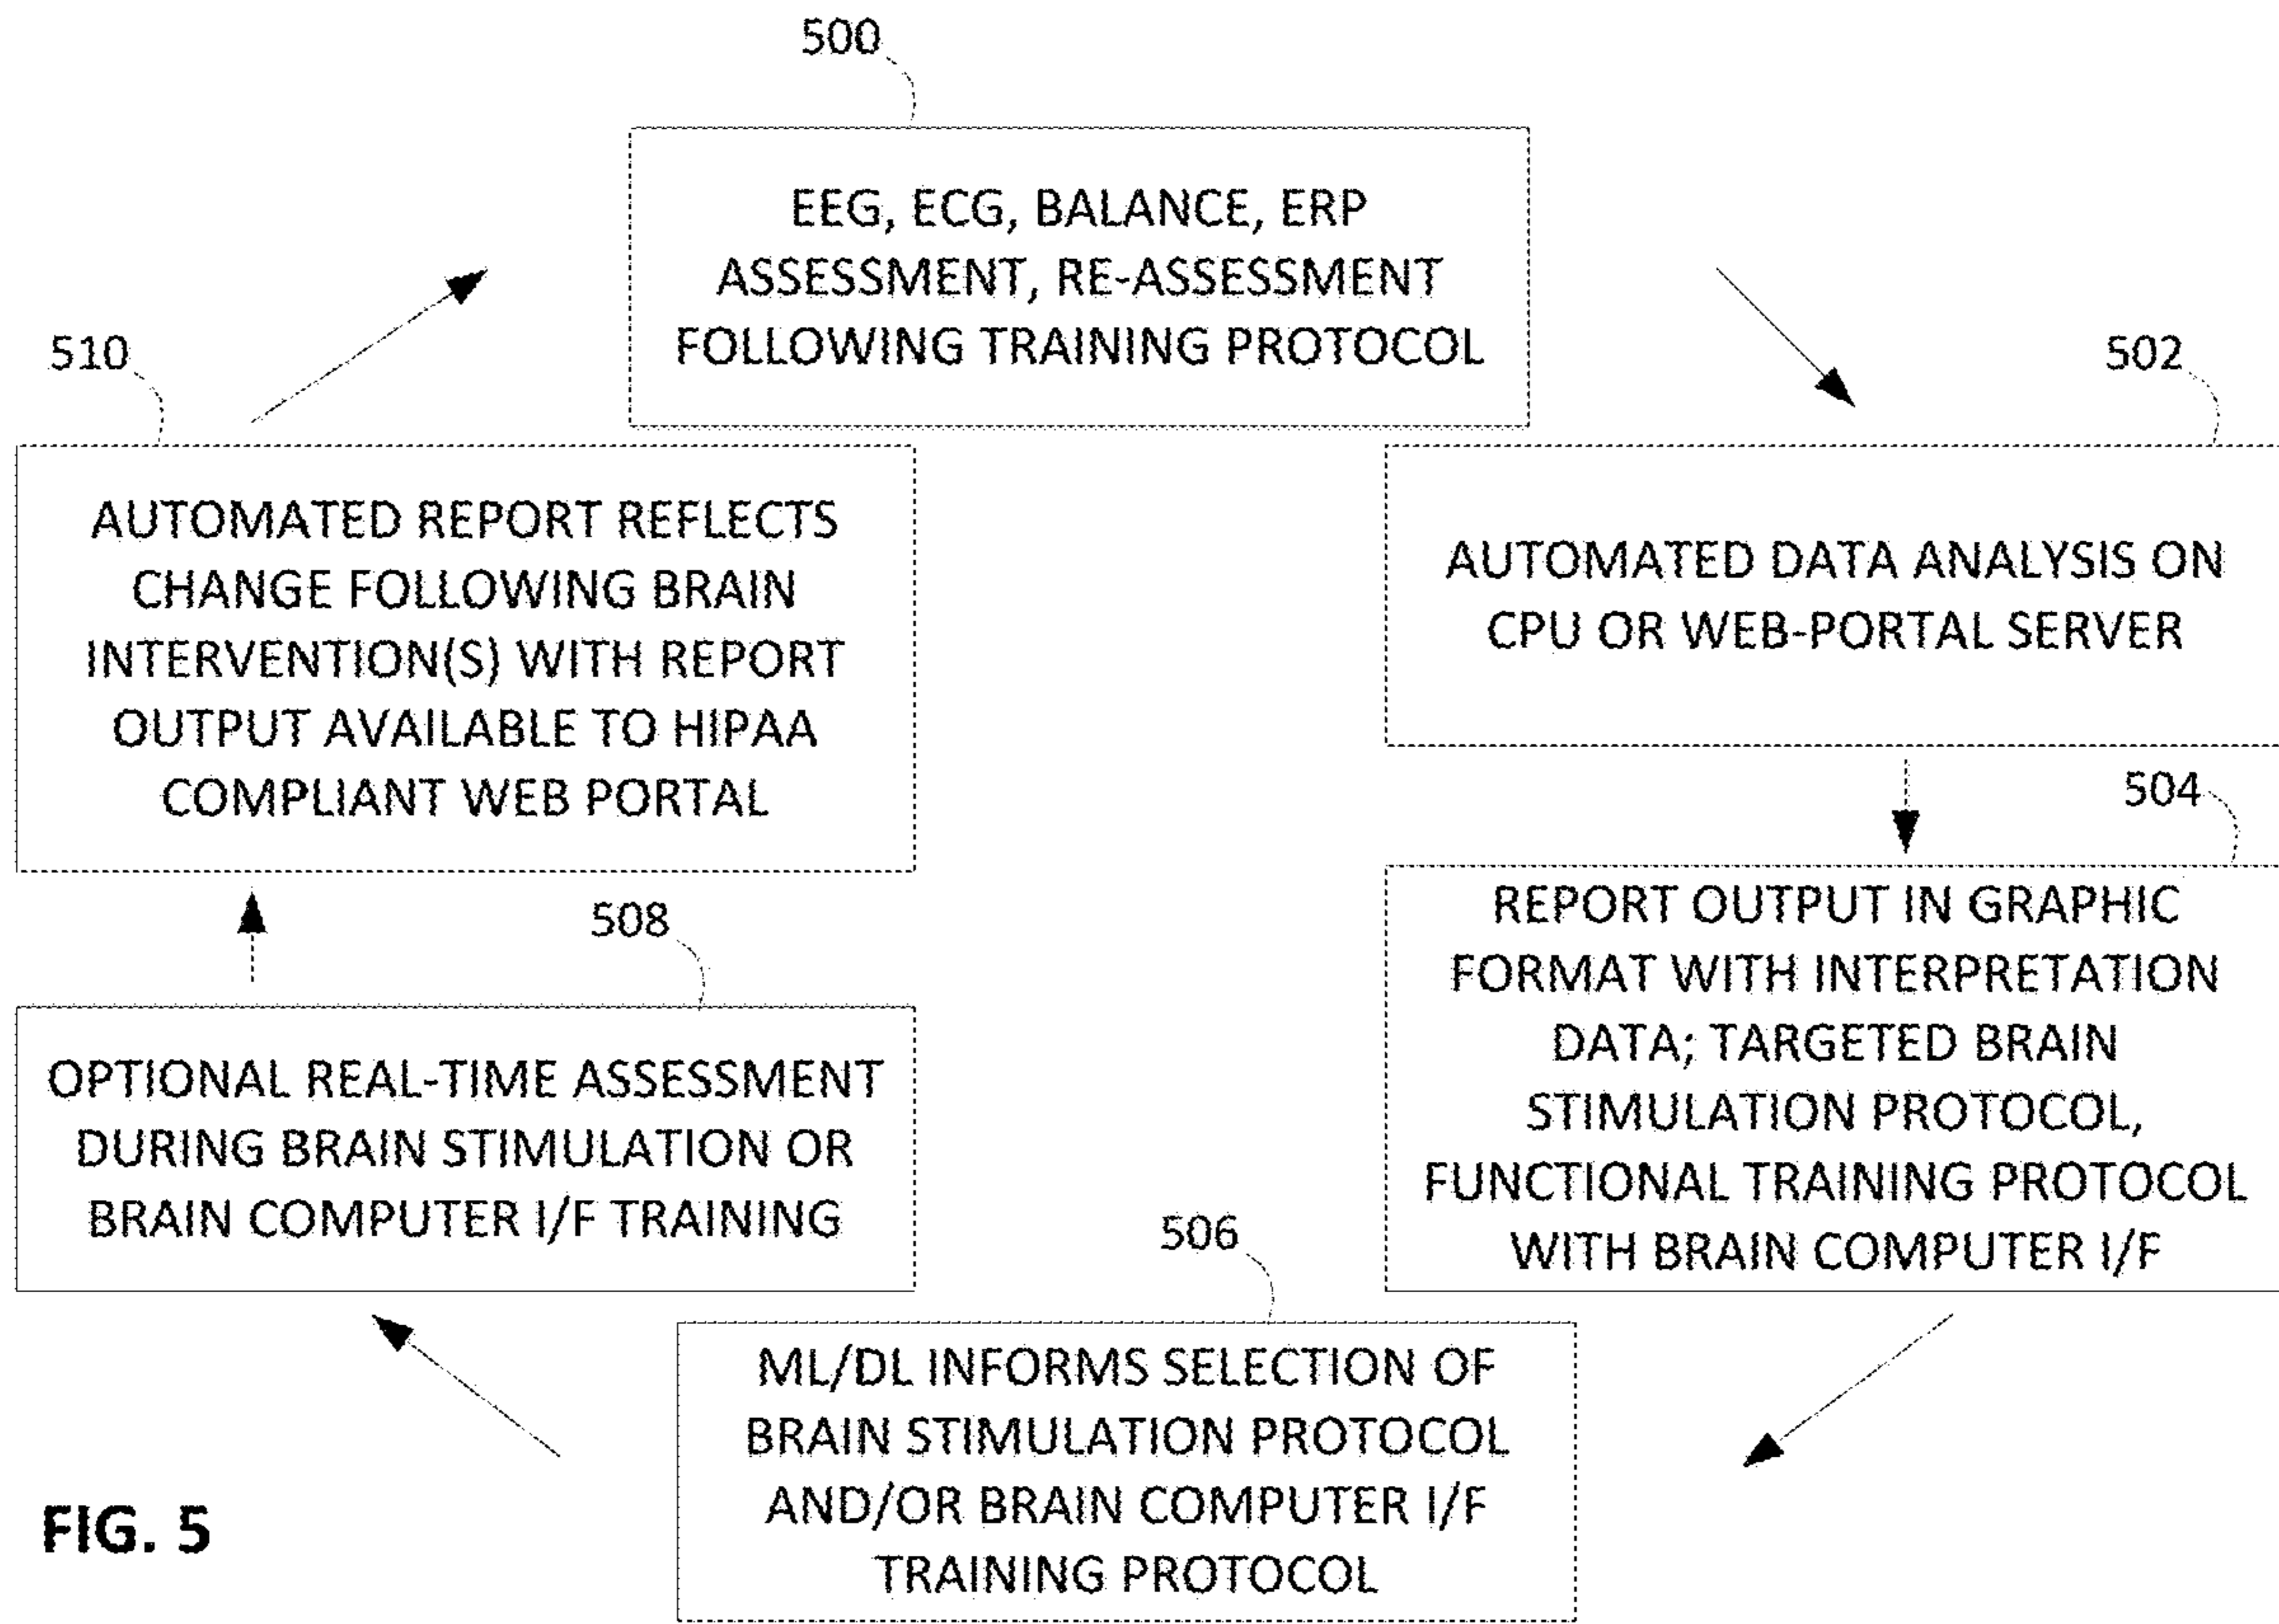 500
EEG, ECG, BALANCE, ERP
ASSESSMENT, RE-ASSESSMENT
FOLLOWING TRAINING PROTOCOL
502
AUTOMATED DATA ANALYSIS ON
CPU OR WEB-PORTAL SERVER
504
REPORT OUTPUT IN GRAPHIC
FORMAT WITH INTERPRETATION
DATA; TARGETED BRAIN
STIMULATION PROTOCOL,
FUNCTIONAL TRAINING PROTOCOL
WITH BRAIN COMPUTER I/F
506
ML/DL INFORMS SELECTION OF
BRAIN STIMULATION PROTOCOL
AND/OR BRAIN COMPUTER I/F
TRAINING PROTOCOL
508
OPTIONAL REAL-TIME ASSESSMENT
DURING BRAIN STIMULATION OR
BRAIN COMPUTER I/F TRAINING
510
AUTOMATED REPORT REFLECTS
CHANGE FOLLOWING BRAIN
INTERVENTION(S) WITH REPORT
OUTPUT AVAILABLE TO HIPAA
COMPLIANT WEB PORTAL
FIG. 5